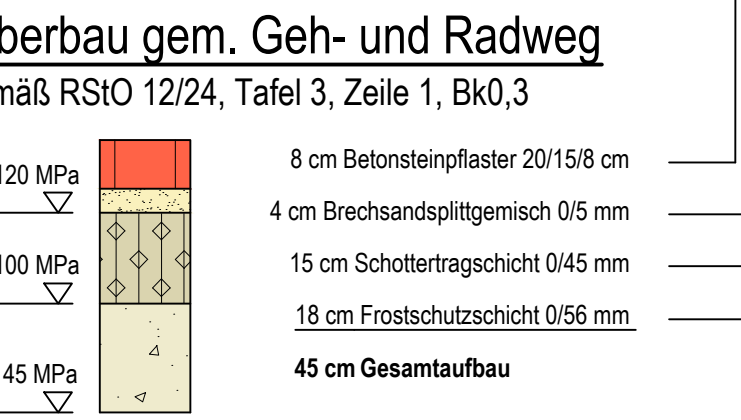 berbau gem. Geh- und Radweg
mäß RStO 12/24, Tafel 3, Zeile 1, Bk0,3
120 MPa
8 cm Betonsteinpflaster 20/15/8 cm
4 cm Brechsandsplittgemisch 0/5 mm
100 MPa
15 cm Schottertragschicht 0/45 mm
18 cm Frostschutzschicht 0/56 mm
45 MPa
45 cm Gesamtaufbau